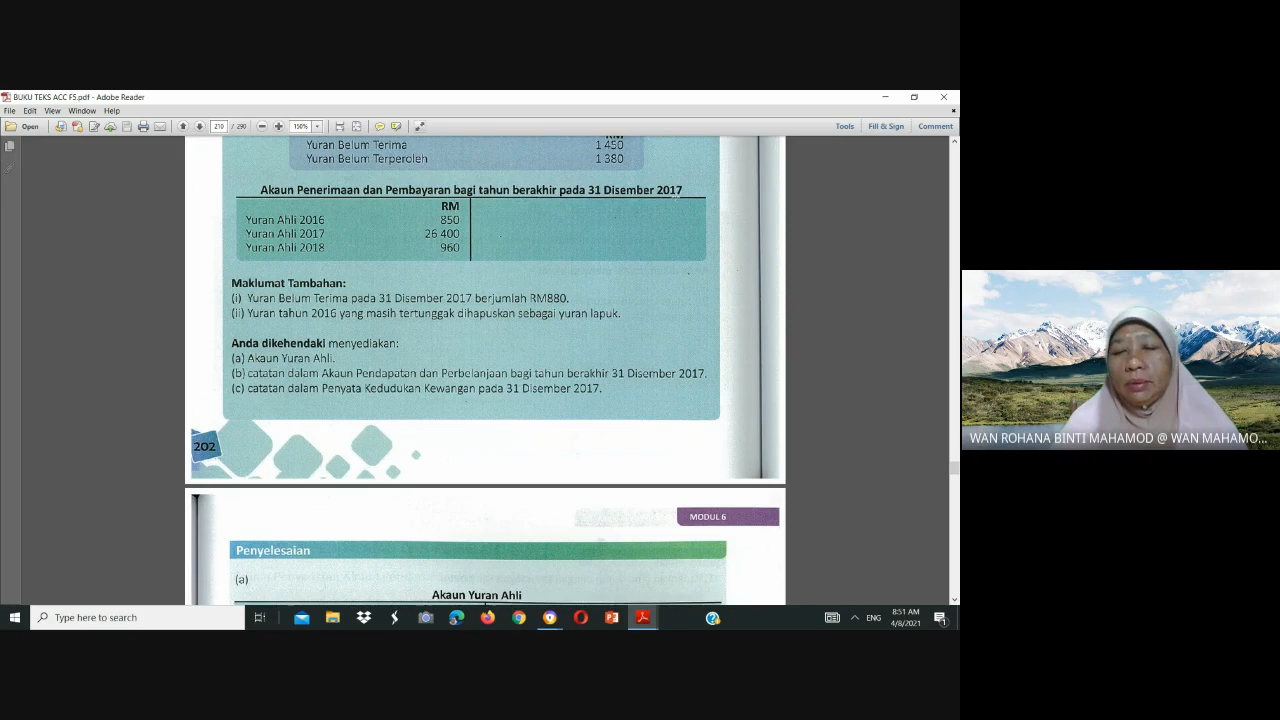 BUKU TEKS ACC F5.pdf - Adobe Reader
File Edit View Window Help
Open 210 / 290 150% Tools Fill & Sign Comment
RM
Yuran Belum Terima 1 450
Yuran Belum Terperoleh 1 380
Akaun Penerimaan dan Pembayaran bagi tahun berakhir pada 31 Disember 2017
RM
Yuran Ahli 2016 850
Yuran Ahli 2017 26 400
Yuran Ahli 2018 960
Maklumat Tambahan:
(i) Yuran Belum Terima pada 31 Disember 2017 berjumlah RM880.
(ii) Yuran tahun 2016 yang masih tertunggak dihapuskan sebagai yuran lapuk.
Anda dikehendaki menyediakan:
(a) Akaun Yuran Ahli.
(b) catatan dalam Akaun Pendapatan dan Perbelanjaan bagi tahun berakhir 31 Disember 2017.
(c) catatan dalam Penyata Kedudukan Kewangan pada 31 Disember 2017.
202
MODUL 6
Penyelesaian
(a)
Akaun Yuran Ahli
WAN ROHANA BINTI MAHAMOD @ WAN MAHAMO...
Type here to search
ENG
8:51 AM
4/8/2021